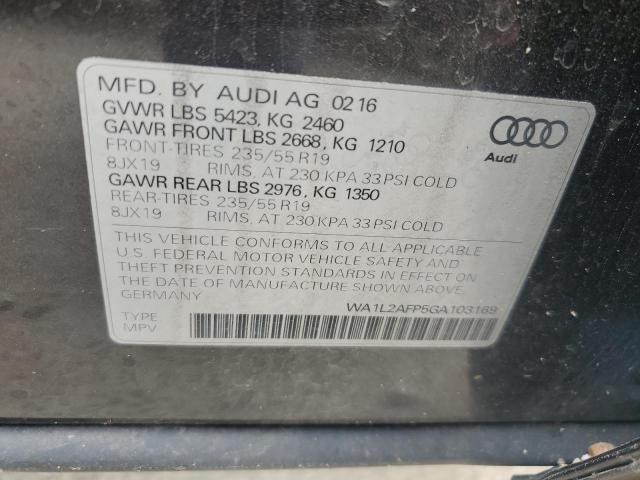 MFD. BY AUDI AG 02 16
GVWR LBS 5423, KG 2460
GAWR FRONT LBS 2668, KG 1210
FRONT-TIRES 235/55 R19
8JX19 RIMS, AT 230 KPA 33 PSI COLD
GAWR REAR LBS 2976, KG 1350
REAR-TIRES 235/55 R19
8JX19 RIMS, AT 230 KPA 33 PSI COLD
THIS VEHICLE CONFORMS TO ALL APPLICABLE
U.S. FEDERAL MOTOR VEHICLE SAFETY AND
THEFT PREVENTION STANDARDS IN EFFECT ON
THE DATE OF MANUFACTURE SHOWN ABOVE.
GERMANY
WA1L2AFP5GA103169
TYPE
MPV
Audi